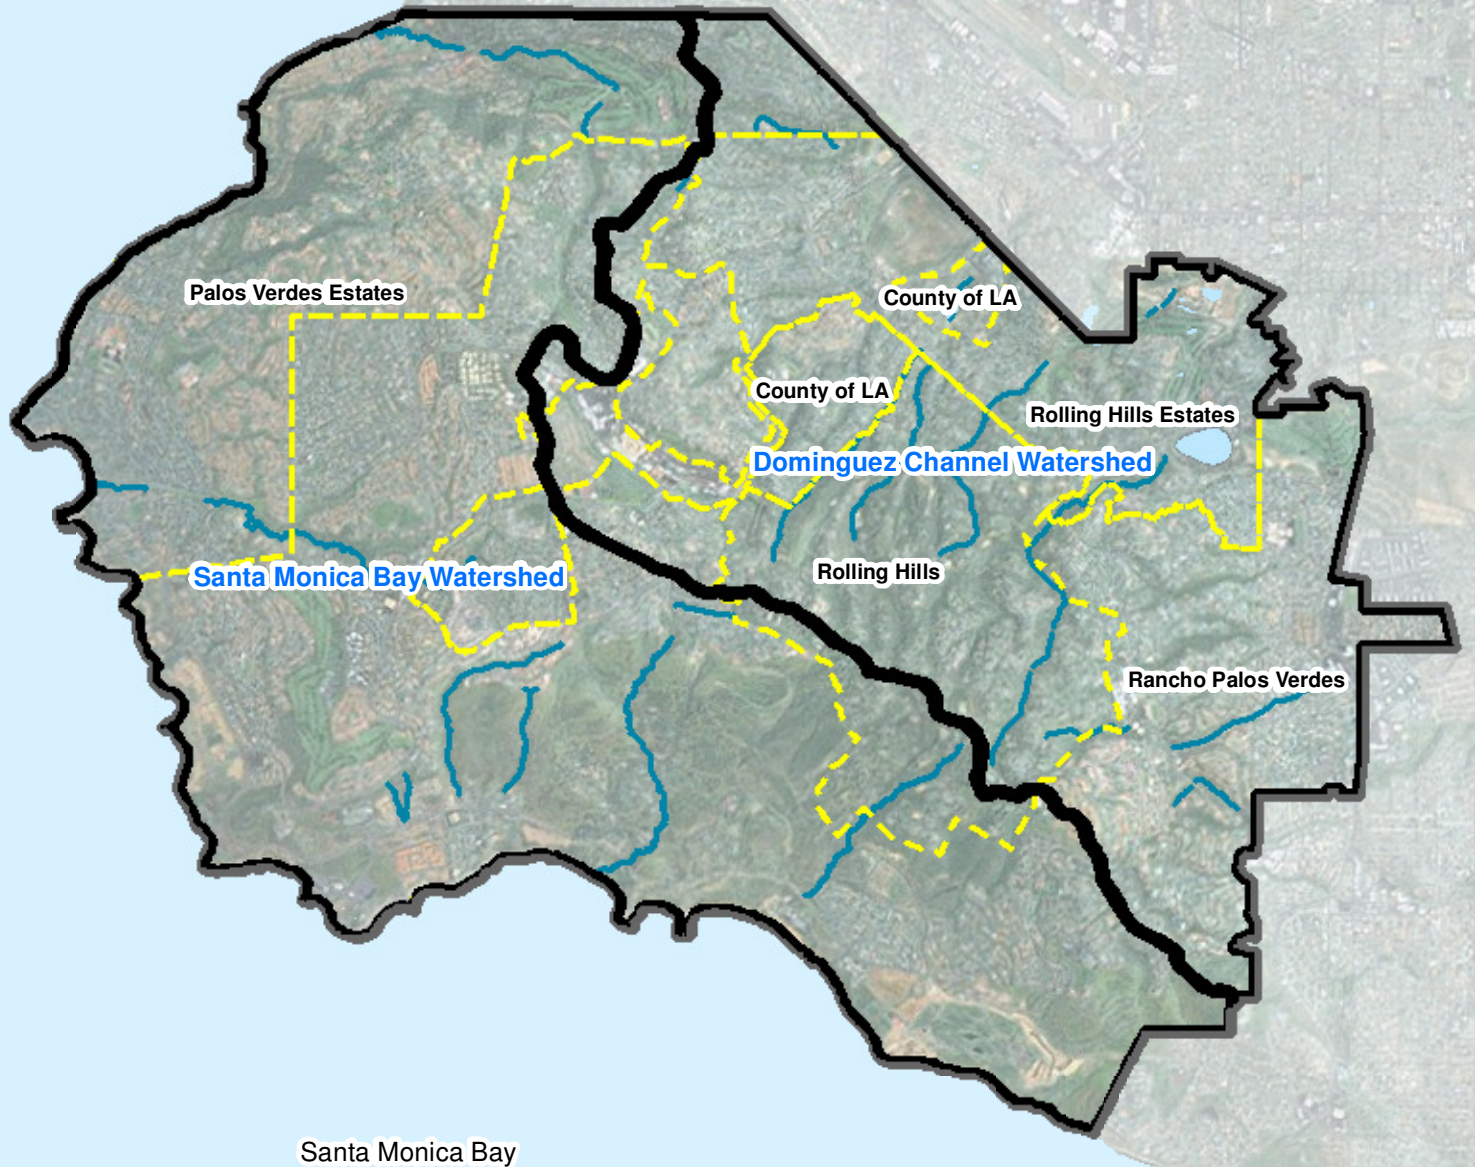 Palos Verdes Estates
County of LA
County of LA
Rolling Hills Estates
Dominguez Channel Watershed
Rolling Hills
Santa Monica Bay Watershed
Rancho Palos Verdes
Santa Monica Bay